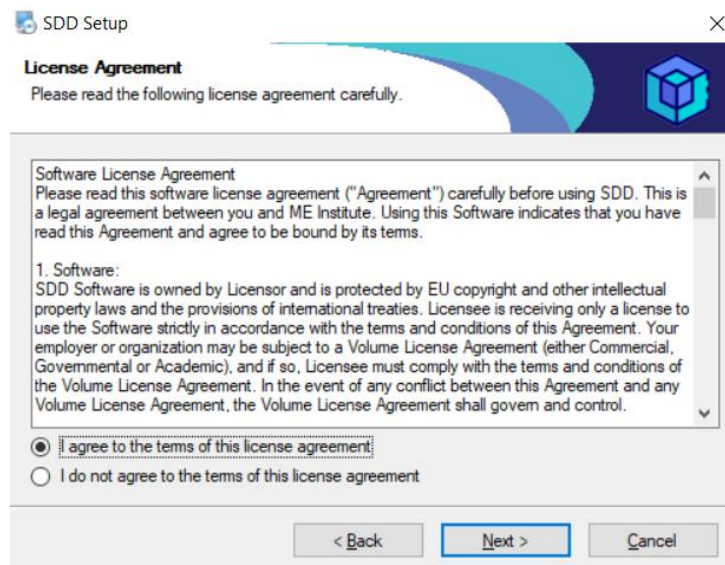 SDD Setup
License Agreement
Please read the following license agreement carefully.
Software License Agreement
Please read this software license agreement ("Agreement") carefully before using SDD. This is
a legal agreement between you and ME Institute. Using this Software indicates that you have
read this Agreement and agree to be bound by its terms.
1. Software:
SDD Software is owned by Licensor and is protected by EU copyright and other intellectual
property laws and the provisions of international treaties. Licensee is receiving only a license to
use the Software strictly in accordance with the terms and conditions of this Agreement. Your
employer or organization may be subject to a Volume License Agreement (either Commercial,
Governmental or Academic), and if so, Licensee must comply with the terms and conditions of
the Volume License Agreement. In the event of any conflict between this Agreement and any
Volume License Agreement, the Volume License Agreement shall govern and control.
I agree to the terms of this license agreement
I do not agree to the terms of this license agreement
< Back Next > Cancel